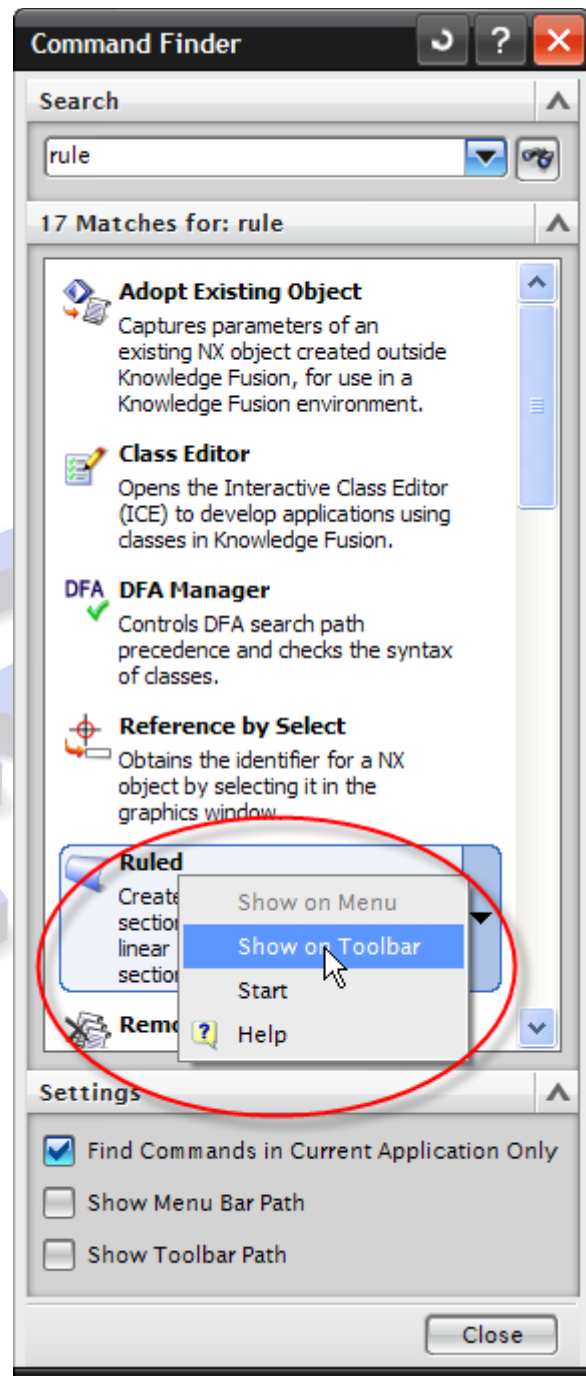 Command Finder
?
Search
rule
17 Matches for: rule
Adopt Existing Object
Captures parameters of an
existing NX object created outside
Knowledge Fusion, for use in a
Knowledge Fusion environment.
Class Editor
Opens the Interactive Class Editor
(ICE) to develop applications using
classes in Knowledge Fusion.
DFA
DFA Manager
Controls DFA search path
precedence and checks the syntax
of classes.
Reference by Select
Obtains the identifier for a NX
object by selecting it in the
graphics window.
Ruled
Create
section
linear
section
Show on Menu
Show on Toolbar
Start
? Help
Remo
Settings
Find Commands in Current Application Only
Show Menu Bar Path
Show Toolbar Path
Close